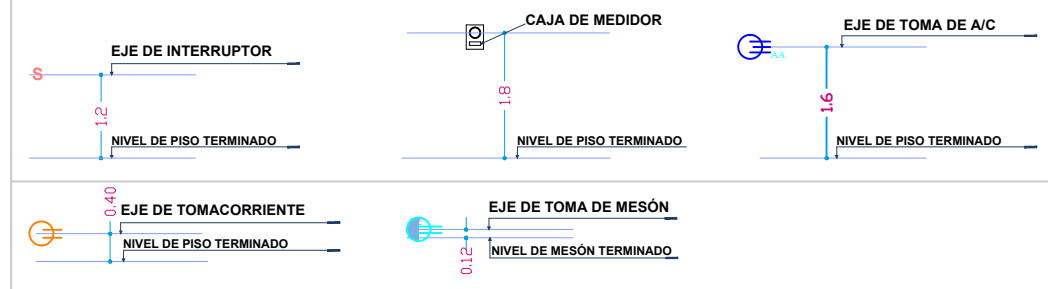 CAJA DE MEDIDOR
EJE DE TOMA DE A/C
EJE DE INTERRUPTOR
S
AA
1.2
1.8
1.6
NIVEL DE PISO TERMINADO
NIVEL DE PISO TERMINADO
NIVEL DE PISO TERMINADO
0.40
EJE DE TOMACORRIENTE
EJE DE TOMA DE MESÓN
NIVEL DE PISO TERMINADO
NIVEL DE MESÓN TERMINADO
0.12